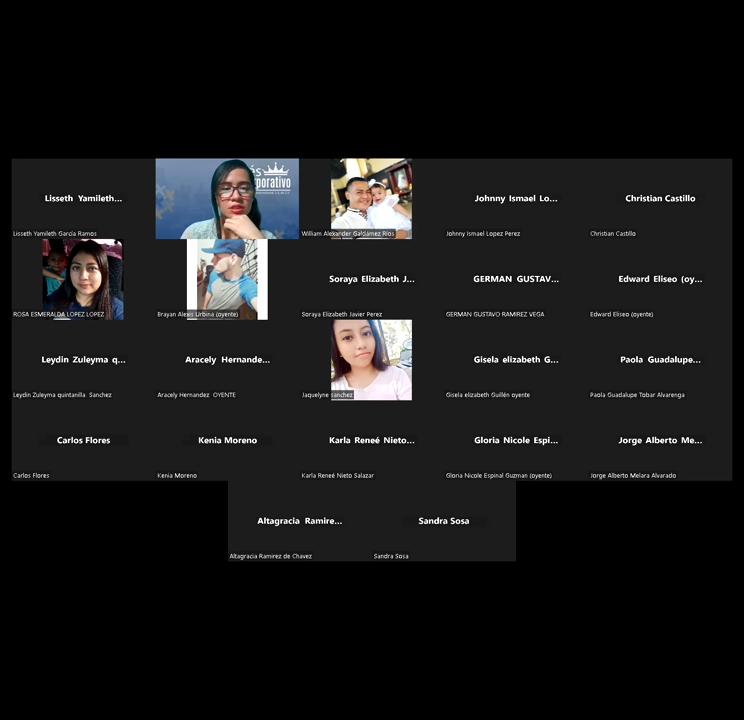 Lisseth Yamileth...
Lisseth Yamileth García Ramos
William Alexander Galdámez Rios
Johnny Ismael Lo...
Johnny Ismael Lopez Perez
Christian Castillo
Christian Castillo
ROSA ESMERALDA LOPEZ LOPEZ
Brayan Alexis Urbina (oyente)
Soraya Elizabeth J...
Soraya Elizabeth Javier Perez
GERMAN GUSTAV...
GERMAN GUSTAVO RAMIREZ VEGA
Edward Eliseo (oy...
Edward Eliseo (oyente)
Leydin Zuleyma q...
Leydin Zuleyma quintanilla Sanchez
Aracely Hernande...
Aracely Hernandez OYENTE
Jaquelyne sanchez
Gisela elizabeth G...
Gisela elizabeth Guillén oyente
Paola Guadalupe...
Paola Guadalupe Tobar Alvarenga
Carlos Flores
Carlos Flores
Kenia Moreno
Kenia Moreno
Karla Reneé Nieto...
Karla Reneé Nieto Salazar
Gloria Nicole Espi...
Gloria Nicole Espinal Guzman (oyente)
Jorge Alberto Me...
Jorge Alberto Melara Alvarado
Altagracia Ramire...
Altagracia Ramirez de Chavez
Sandra Sosa
Sandra Sosa